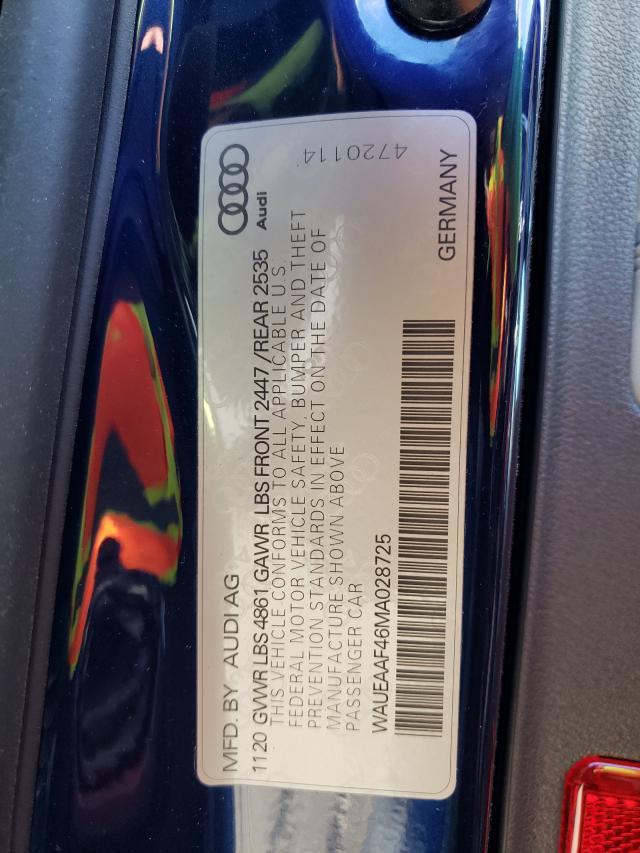 MFD. BY AUDI AG
Audi
1120 GVWR LBS 4861 GAWR LBS FRONT 2447 /REAR 2535
THIS VEHICLE CONFORMS TO ALL APPLICABLE U.S.
FEDERAL MOTOR VEHICLE SAFETY, BUMPER AND THEFT
PREVENTION STANDARDS IN EFFECT ON THE DATE OF
MANUFACTURE SHOWN ABOVE
PASSENGER CAR
4720114
WAUEAAF46MA028725
GERMANY